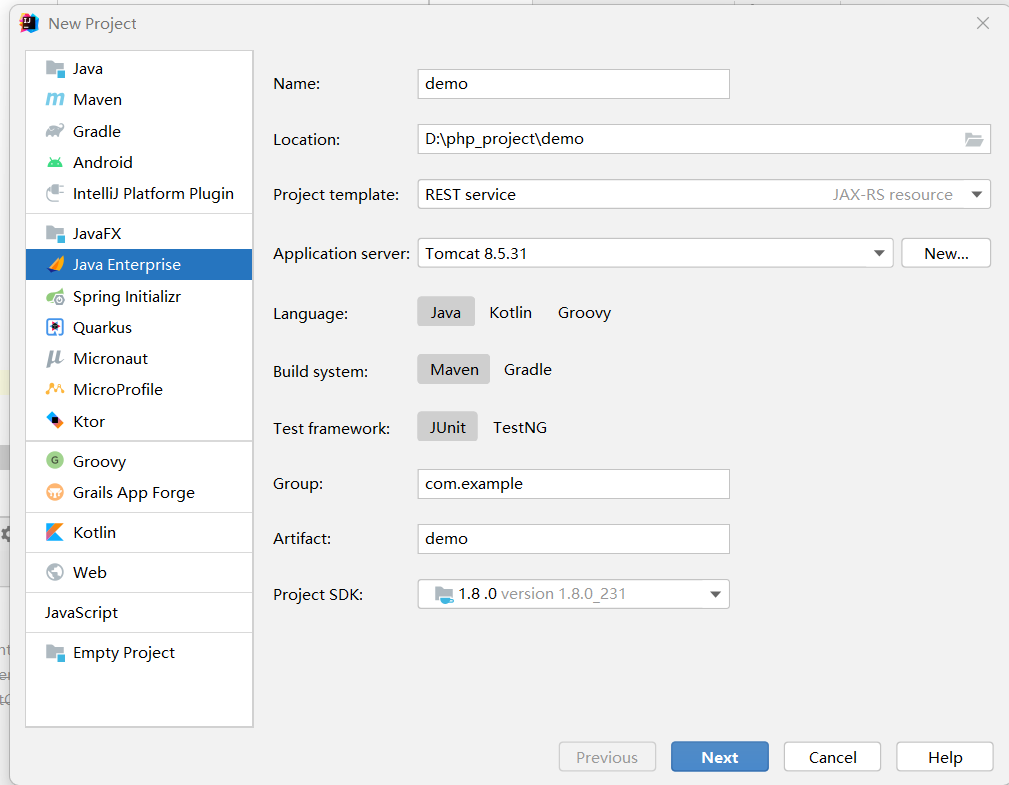 New Project
Java
Maven
Gradle
Android
IntelliJ Platform Plugin
JavaFX
Java Enterprise
Spring Initializr
Quarkus
Micronaut
MicroProfile
Ktor
Groovy
Grails App Forge
Kotlin
Web
JavaScript
Empty Project
Name: demo
Location: D:\php_project\demo
Project template: REST service JAX-RS resource
Application server: Tomcat 8.5.31 New...
Language: Java Kotlin Groovy
Build system: Maven Gradle
Test framework: JUnit TestNG
Group: com.example
Artifact: demo
Project SDK: 1.8 .0 version 1.8.0_231
Previous Next Cancel Help